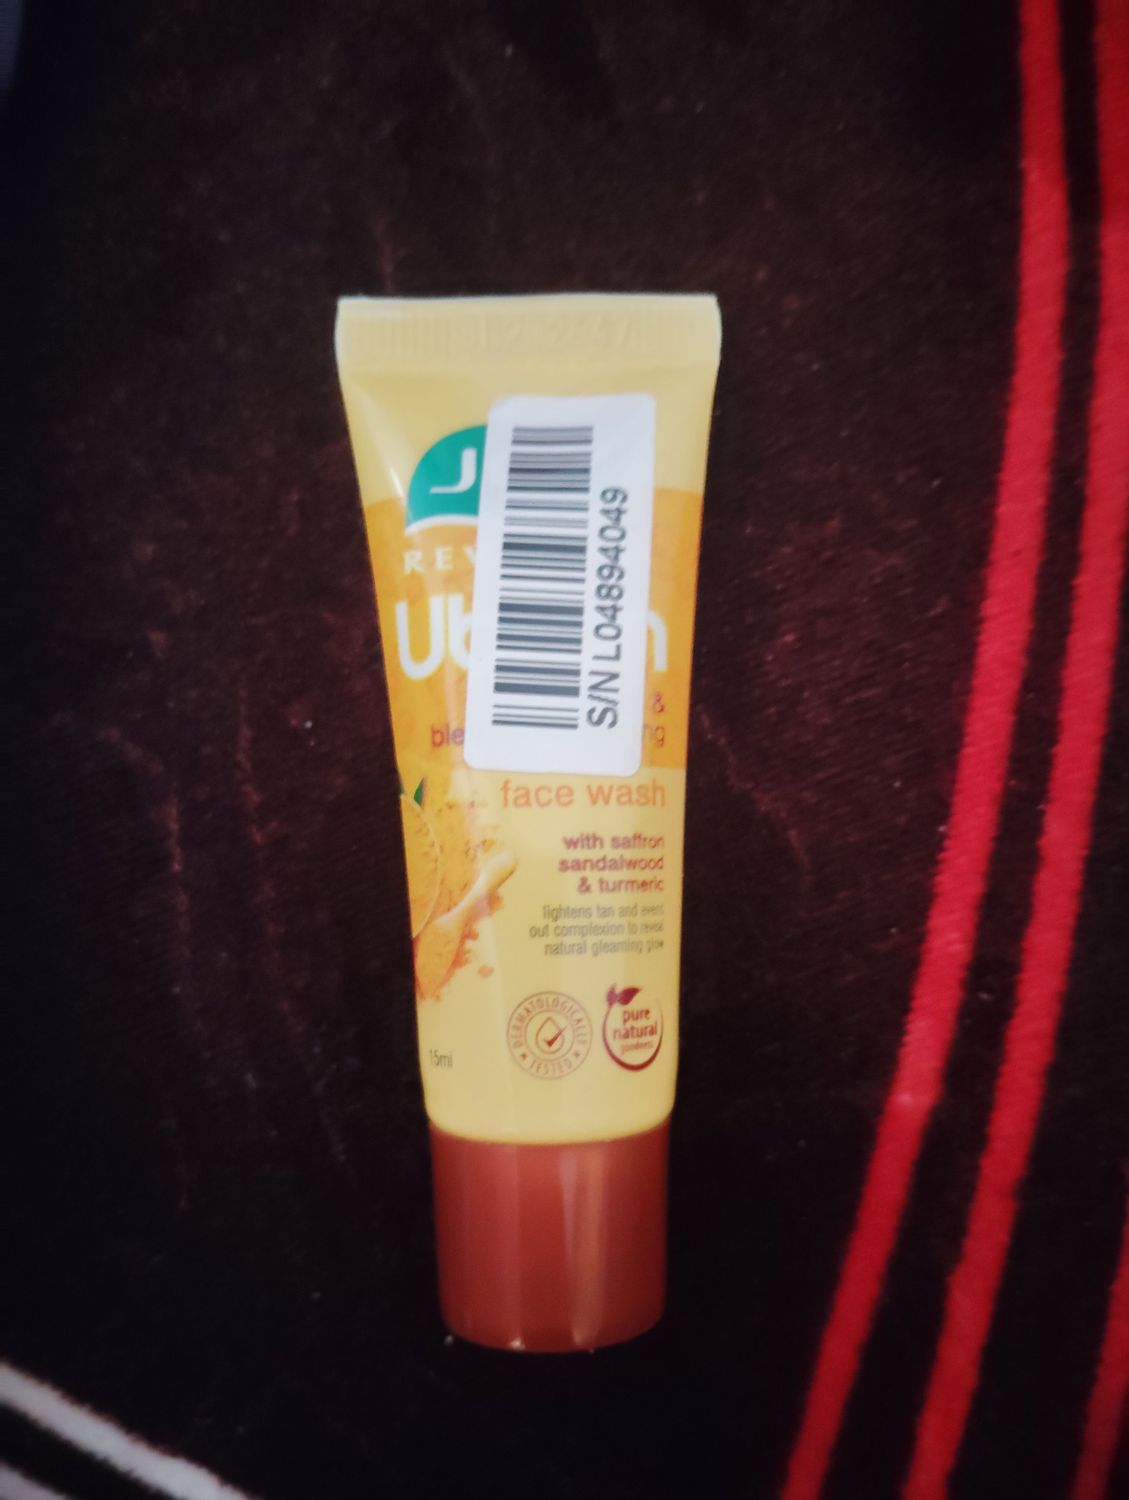 J
REV
Ub n
&
ble ng
face wash
with saffron
sandalwood
& turmeric
lightens tan and evens
out complexion to reveal
natural gleaming glow
DERMATOLOGICALLY
TESTED
pure
natural
goodness
15ml
S/N L04894049